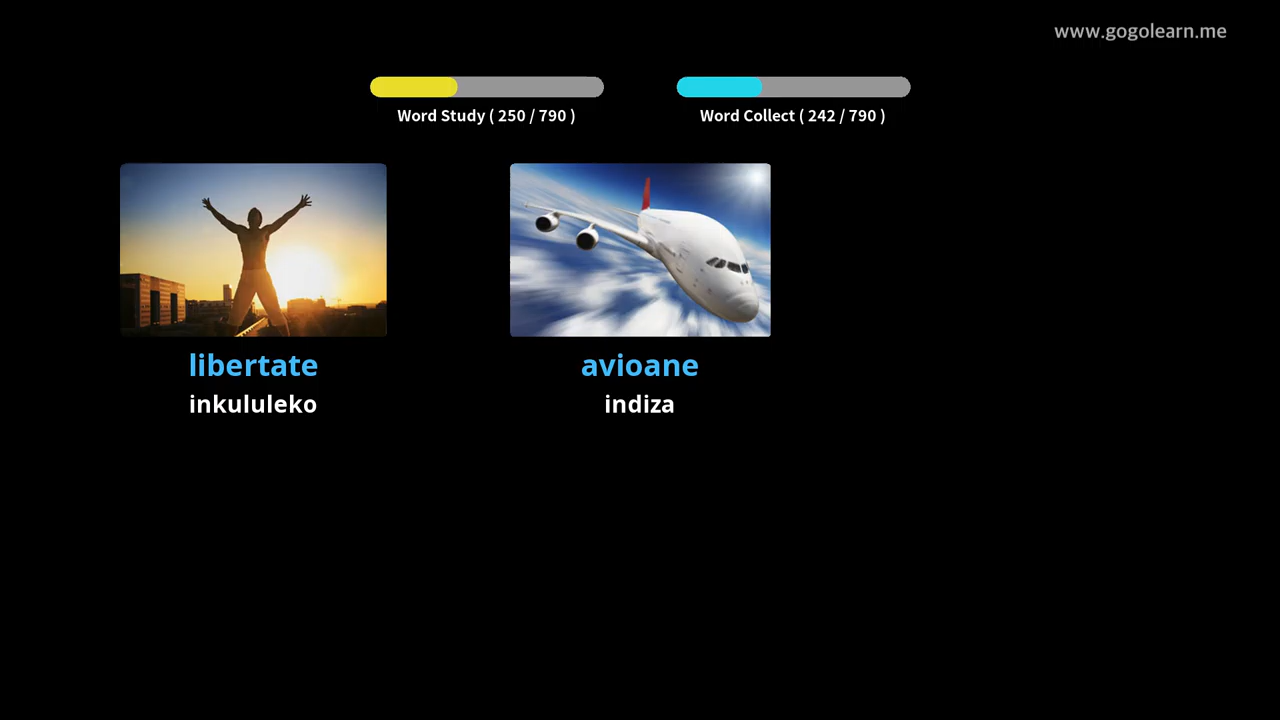 www.gogolearn.me
Word Study ( 250 / 790 )
Word Collect ( 242 / 790 )
libertate
inkululeko
avioane
indiza